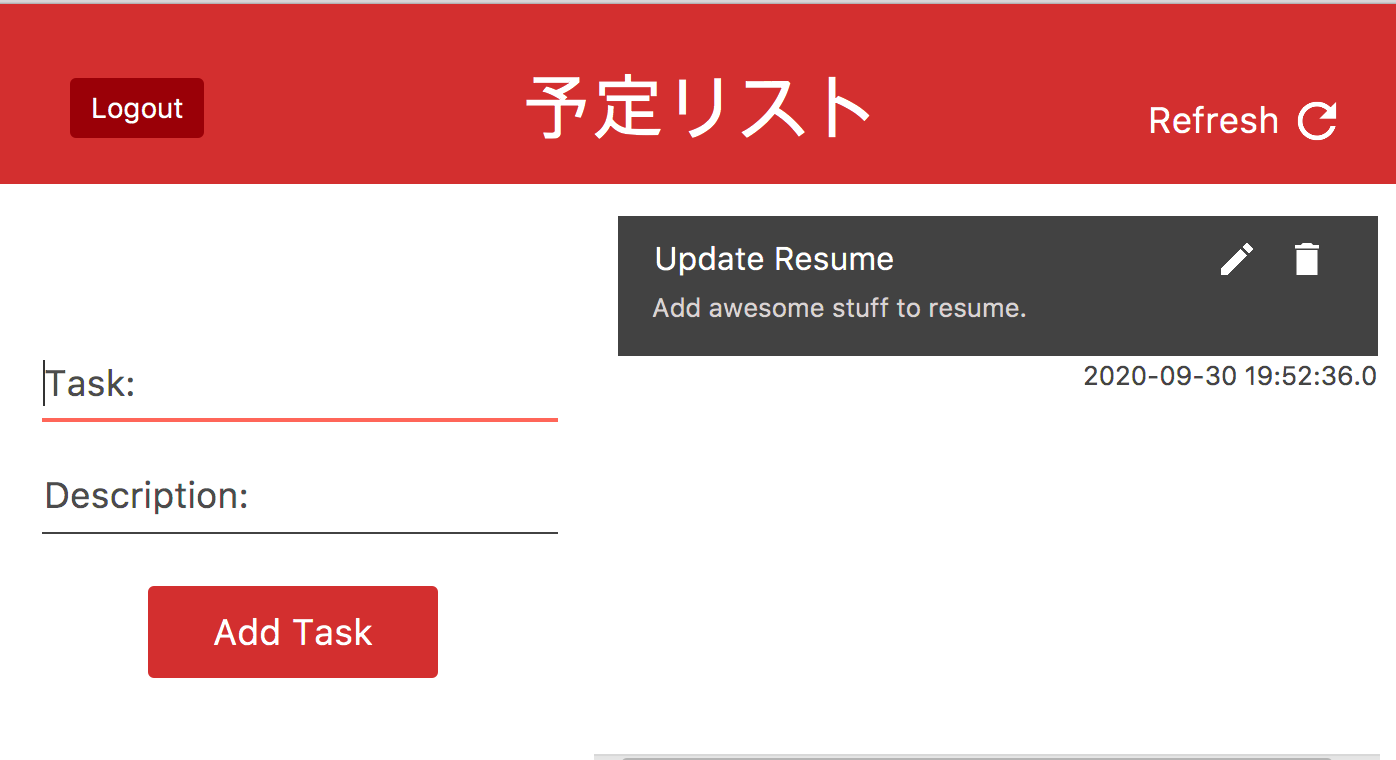 Logout
予定リスト
Refresh
Update Resume
Add awesome stuff to resume.
2020-09-30 19:52:36.0
Task:
Description:
Add Task